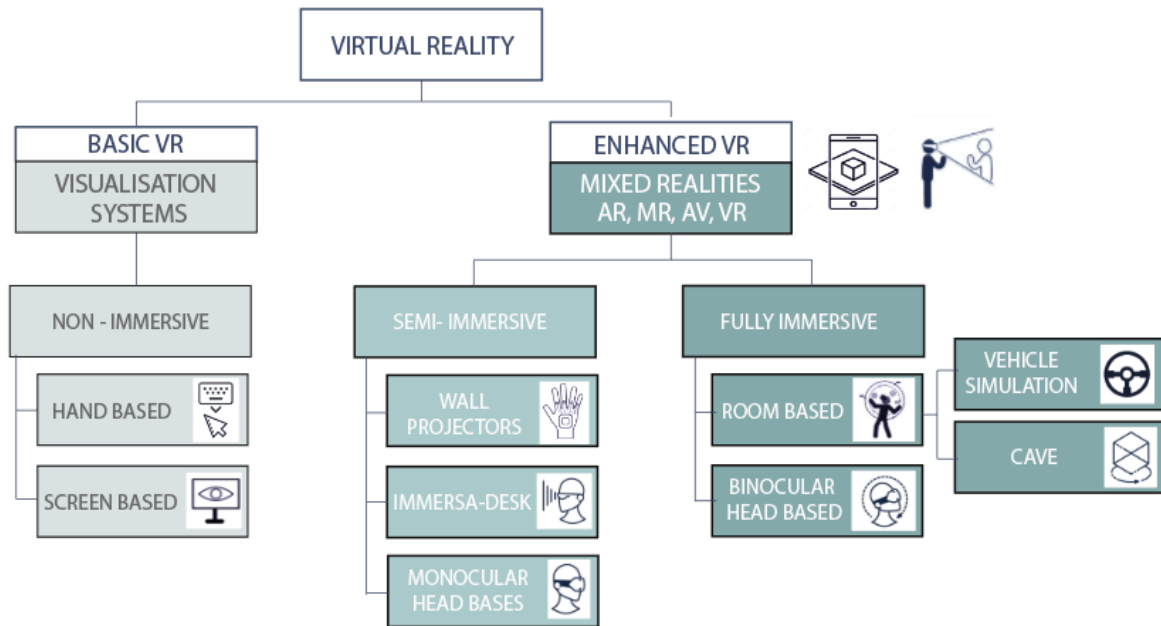 VIRTUAL REALITY
BASIC VR
VISUALISATION
SYSTEMS
ENHANCED VR
MIXED REALITIES
AR, MR, AV, VR
NON - IMMERSIVE
HAND BASED
SCREEN BASED
SEMI- IMMERSIVE
WALL
PROJECTORS
IMMERSA-DESK
MONOCULAR
HEAD BASES
FULLY IMMERSIVE
ROOM BASED
BINOCULAR
HEAD BASED
VEHICLE
SIMULATION
CAVE